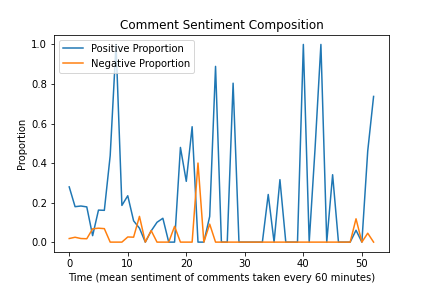 Comment Sentiment Composition
Positive Proportion
Negative Proportion
1.0
0.8
0.6
0.4
0.2
0.0
Proportion
0 10 20 30 40 50
Time (mean sentiment of comments taken every 60 minutes)